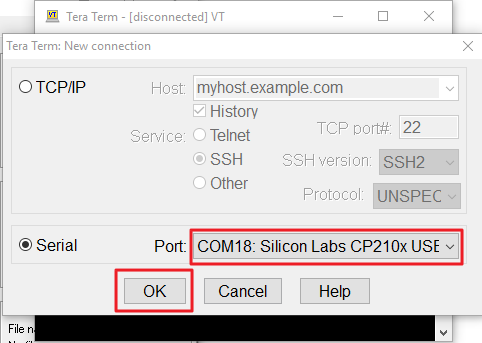 VT Tera Term - [disconnected] VT
Tera Term: New connection
TCP/IP
Host: myhost.example.com
History
Service: Telnet
TCP port#: 22
SSH
SSH version: SSH2
Other
Protocol: UNSPEC
Serial
Port: COM18: Silicon Labs CP210x USB
OK Cancel Help
File na